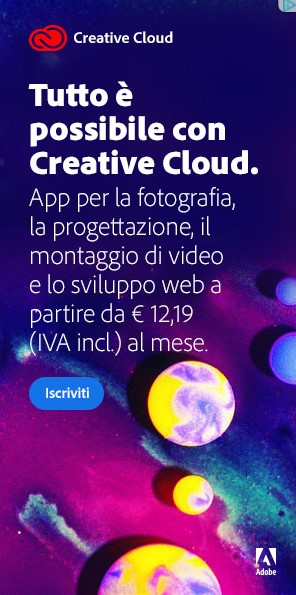 Creative Cloud
Tutto è
possibile con
Creative Cloud.
App per la fotografia,
la progettazione, il
montaggio di video
e lo sviluppo web a
partire da € 12,19
(IVA incl.) al mese.
Iscriviti
Adobe